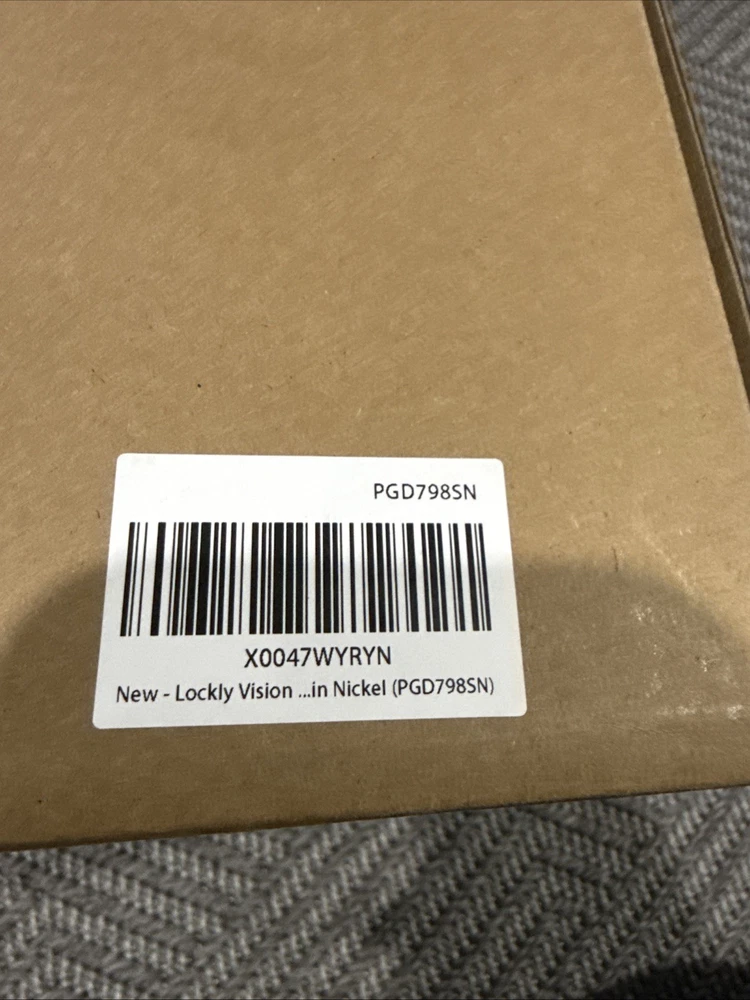 PGD798SN
X0047WYRYN
New - Lockly Vision ...in Nickel (PGD798SN)